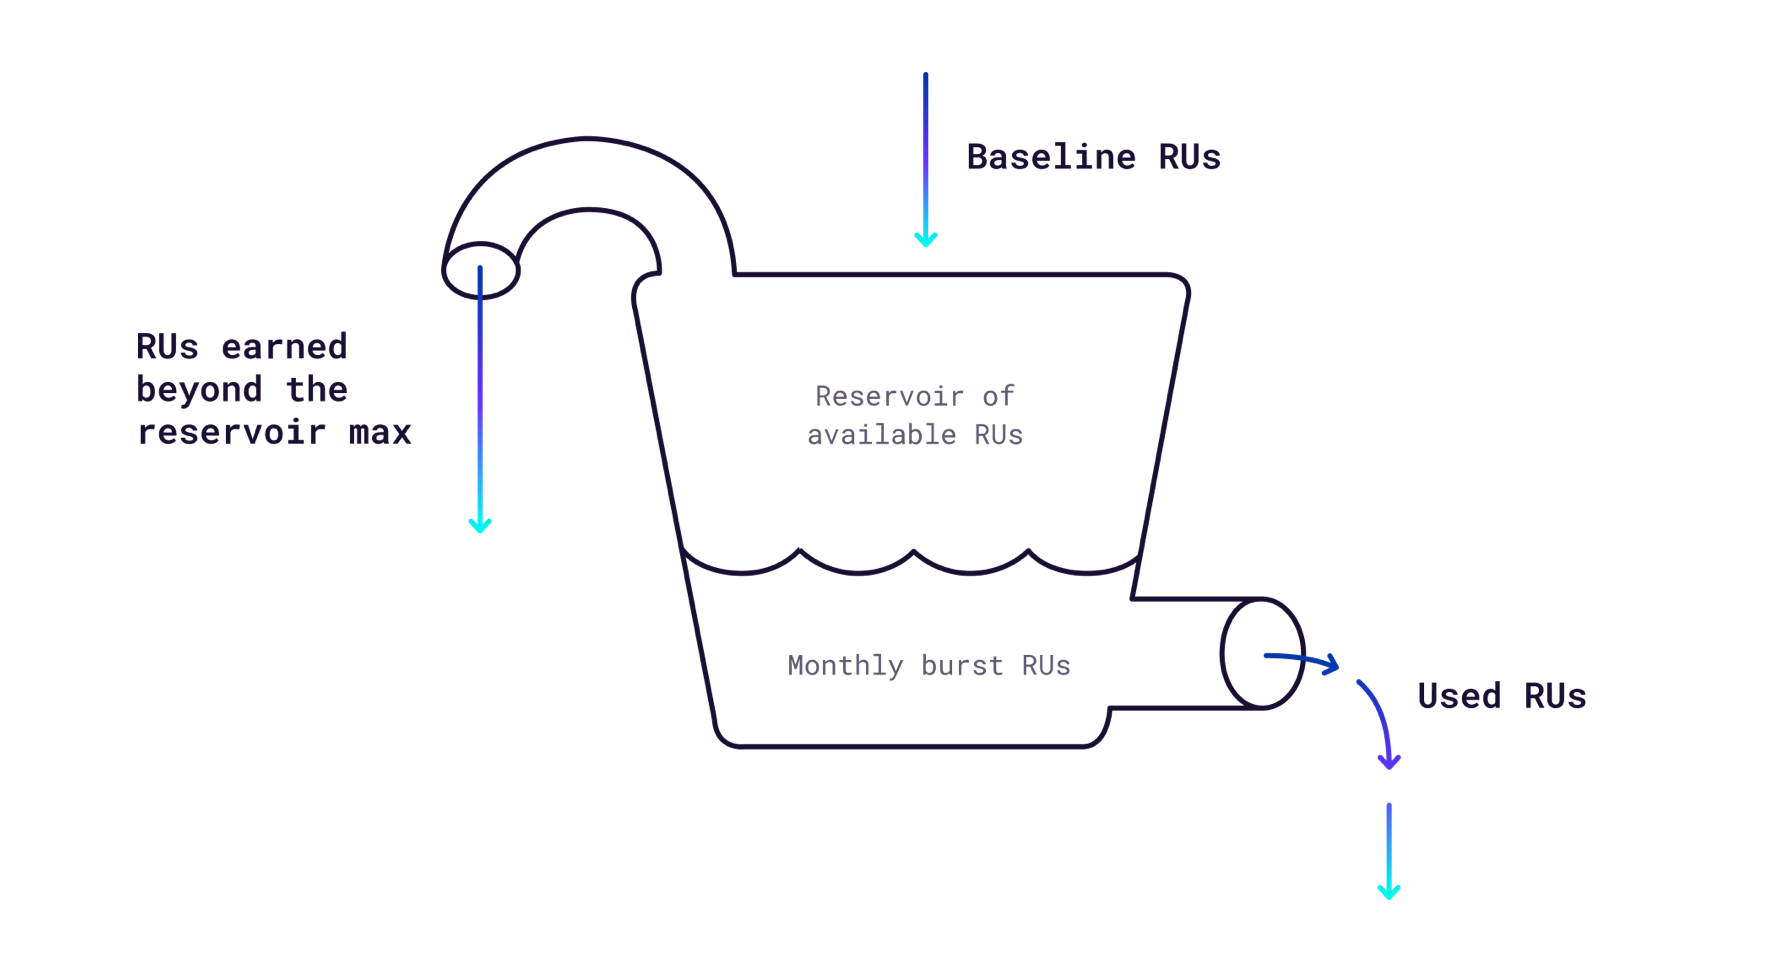 Baseline RUs
RUs earned
beyond the
reservoir max
Reservoir of
available RUs
Monthly burst RUs
Used RUs